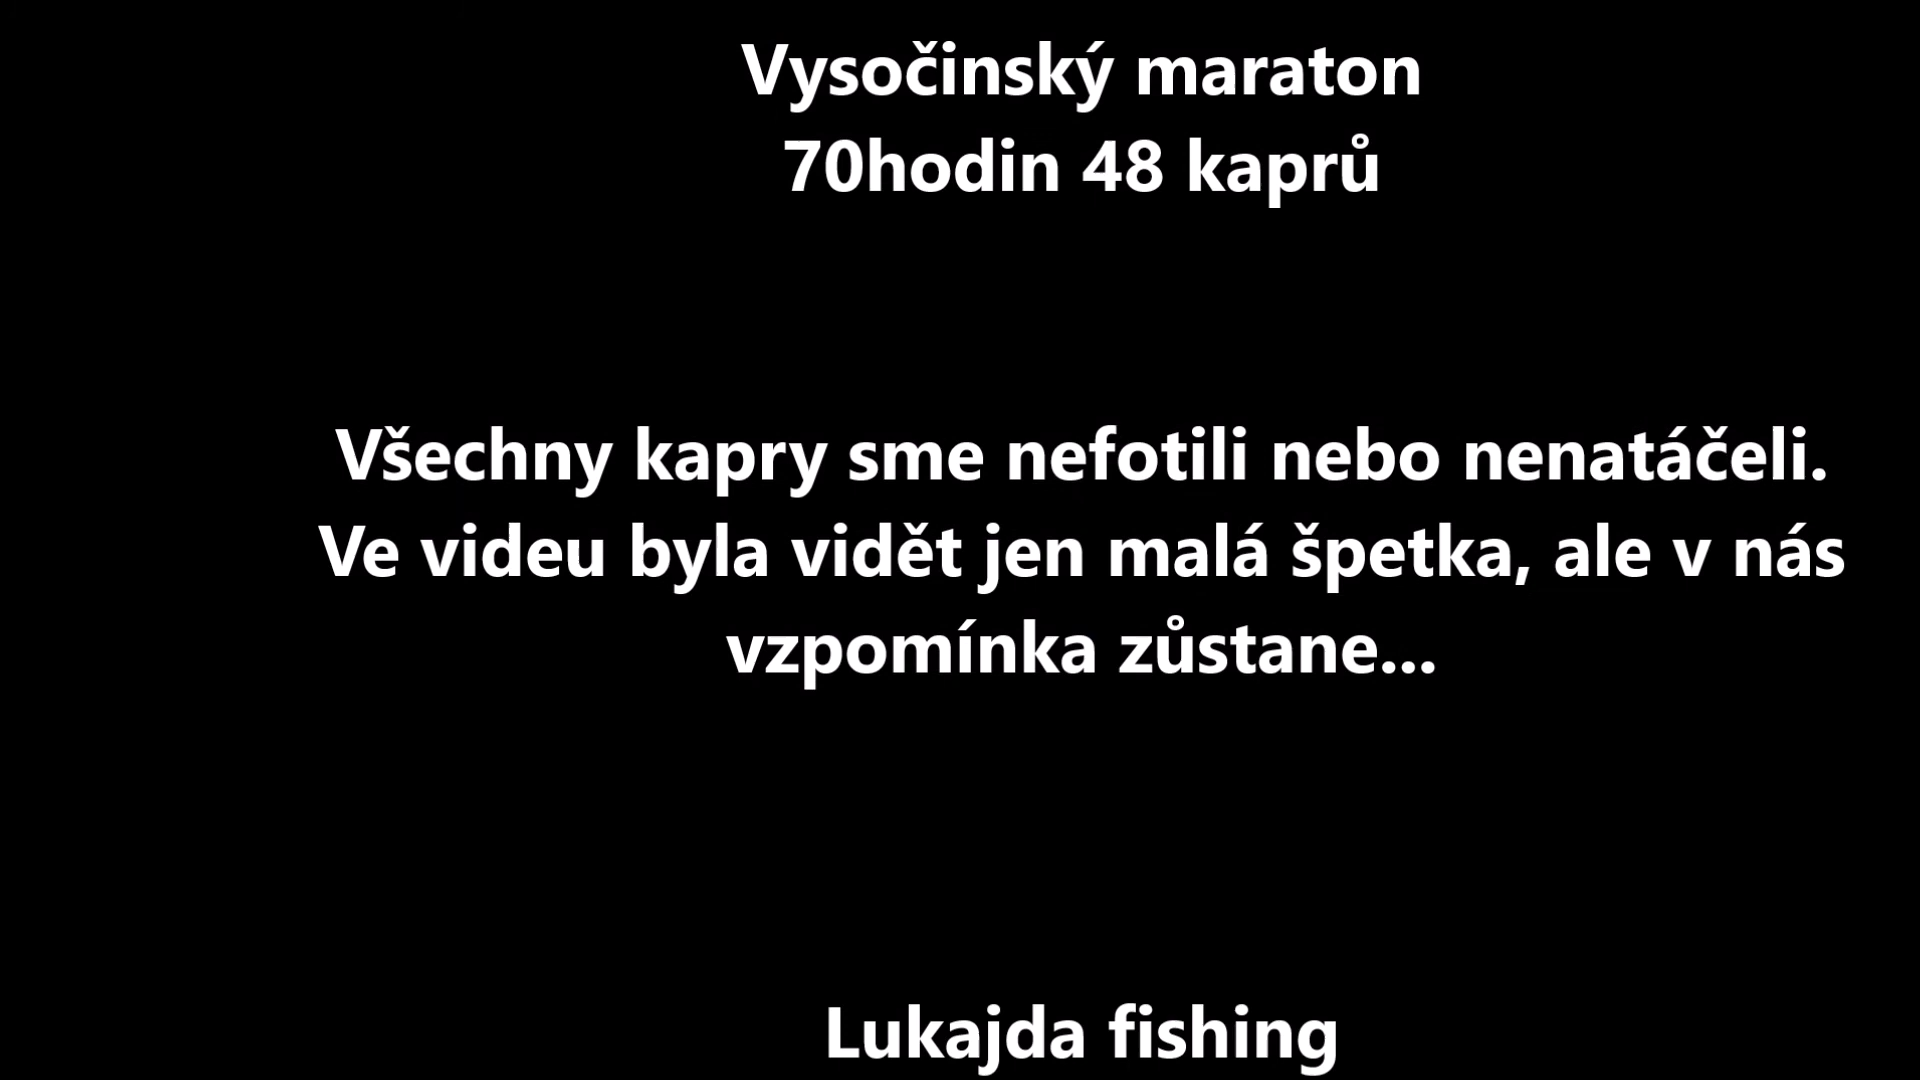 Vysočinský maraton
70hodin 48 kaprů
Všechny kapry sme nefotili nebo nenatáčeli.
Ve videu byla vidět jen malá špetka, ale v nás
vzpomínka zůstane...
Lukajda fishing